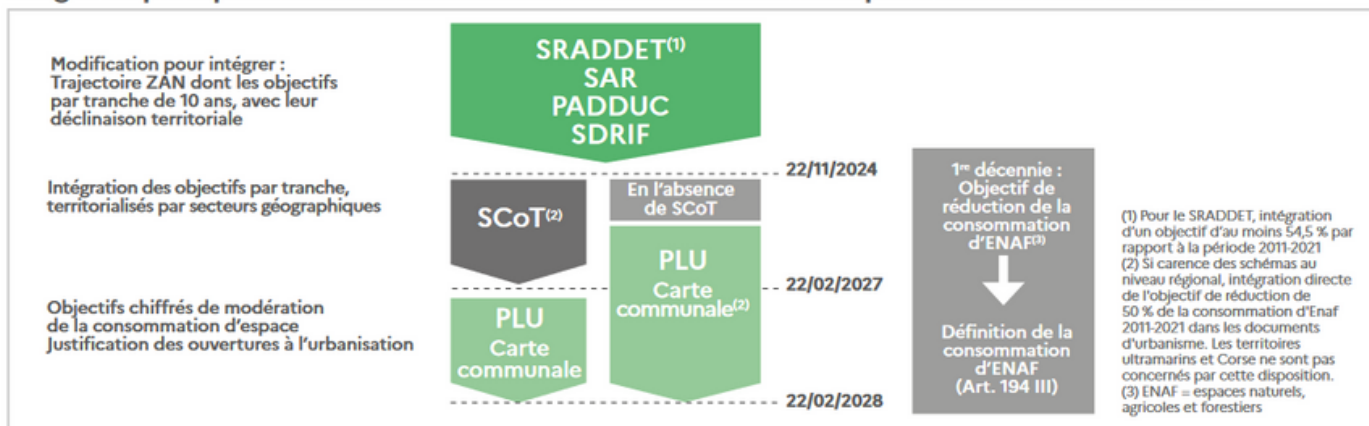 Modification pour intégrer :
Trajectoire ZAN dont les objectifs
par tranche de 10 ans, avec leur
déclinaison territoriale
SRADDET(1)
SAR
PADDUC
SDRIF
22/11/2024
Intégration des objectifs par tranche,
territorialisés par secteurs géographiques
SCoT(2)
En l'absence
de SCoT
PLU
Carte
communale(2)
22/02/2027
Objectifs chiffrés de modération
de la consommation d'espace
Justification des ouvertures à l'urbanisation
PLU
Carte
communale
22/02/2028
1re décennie :
Objectif de
réduction de la
consommation
d'ENAF(3)
Définition de la
consommation
d'ENAF
(Art. 194 III)
(1) Pour le SRADDET, intégration
d'un objectif d'au moins 54,5 % par
rapport à la période 2011-2021
(2) Si carence des schémas au
niveau régional, intégration directe
de l'objectif de réduction de
50 % de la consommation d'Enaf
2011-2021 dans les documents
d'urbanisme. Les territoires
ultramarins et Corse ne sont pas
concernés par cette disposition.
(3) ENAF = espaces naturels,
agricoles et forestiers